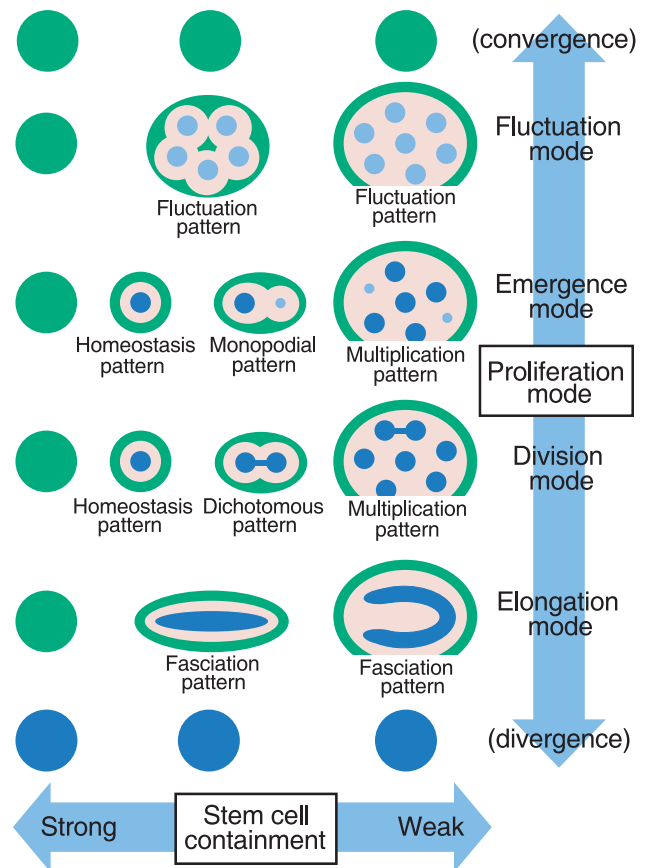 (convergence)
Fluctuation
mode
Fluctuation
pattern
Fluctuation
pattern
Emergence
mode
Homeostasis
pattern
Monopodial
pattern
Multiplication
pattern
Proliferation
mode
Division
mode
Homeostasis
pattern
Dichotomous
pattern
Multiplication
pattern
Elongation
mode
Fasciation
pattern
Fasciation
pattern
(divergence)
Strong
Stem cell
containment
Weak